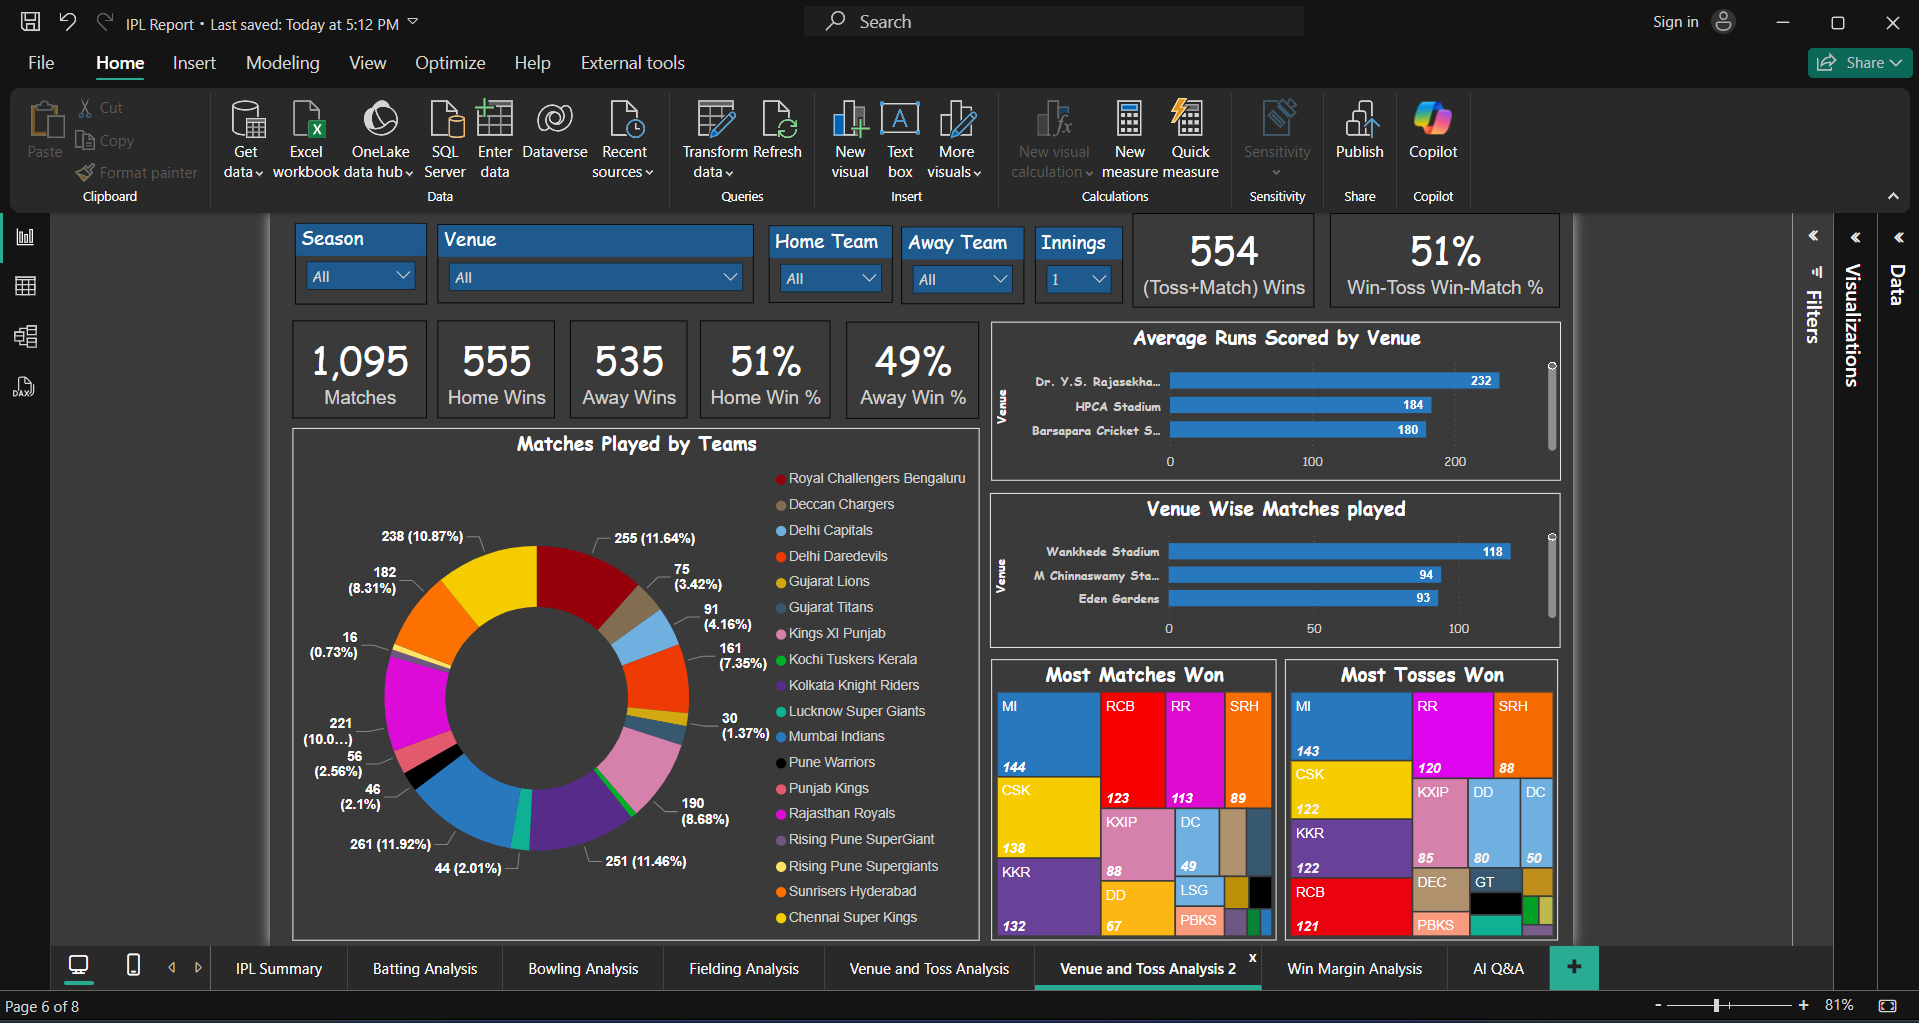 IPL Report • Last saved: Today at 5:12 PM
Search
Sign in
File
Home
Insert
Modeling
View
Optimize
Help
External tools
Share
Paste
Cut
Copy
Format painter
Clipboard
Get
data
Excel
workbook
OneLake
data hub
SQL
Server
Enter
data
Dataverse
Recent
sources
Data
Transform
data
Refresh
Queries
New
visual
A
Text
box
More
visuals
Insert
New visual
calculation
New
measure
Quick
measure
Calculations
Sensitivity
Sensitivity
Publish
Share
Copilot
Copilot
DAX
Season
All
Venue
All
Home Team
All
Away Team
All
Innings
1
554
(Toss+Match) Wins
51%
Win-Toss Win-Match %
Filters
Visualizations
Data
1,095
Matches
555
Home Wins
535
Away Wins
51%
Home Win %
49%
Away Win %
Average Runs Scored by Venue
Venue
Dr. Y.S. Rajasekha...
232
HPCA Stadium
184
Barsapara Cricket S...
180
0
100
200
Matches Played by Teams
255 (11.64%)
75
(3.42%)
91
(4.16%)
161
(7.35%)
30
(1.37%)
190
(8.68%)
251 (11.46%)
44 (2.01%)
261 (11.92%)
46
(2.1%)
56
(2.56%)
221
(10.0...)
16
(0.73%)
182
(8.31%)
238 (10.87%)
Royal Challengers Bengaluru
Deccan Chargers
Delhi Capitals
Delhi Daredevils
Gujarat Lions
Gujarat Titans
Kings XI Punjab
Kochi Tuskers Kerala
Kolkata Knight Riders
Lucknow Super Giants
Mumbai Indians
Pune Warriors
Punjab Kings
Rajasthan Royals
Rising Pune SuperGiant
Rising Pune Supergiants
Sunrisers Hyderabad
Chennai Super Kings
Venue Wise Matches played
Venue
Wankhede Stadium
118
M Chinnaswamy Sta...
94
Eden Gardens
93
0
50
100
Most Matches Won
MI
144
CSK
138
KKR
132
RCB
123
RR
113
SRH
89
KXIP
88
DD
67
DC
49
LSG
PBKS
Most Tosses Won
MI
143
CSK
122
KKR
122
RCB
121
RR
120
SRH
88
KXIP
85
DD
80
DC
50
DEC
GT
PBKS
IPL Summary
Batting Analysis
Bowling Analysis
Fielding Analysis
Venue and Toss Analysis
Venue and Toss Analysis 2
x
Win Margin Analysis
AI Q&A
+
Page 6 of 8
- + 81%